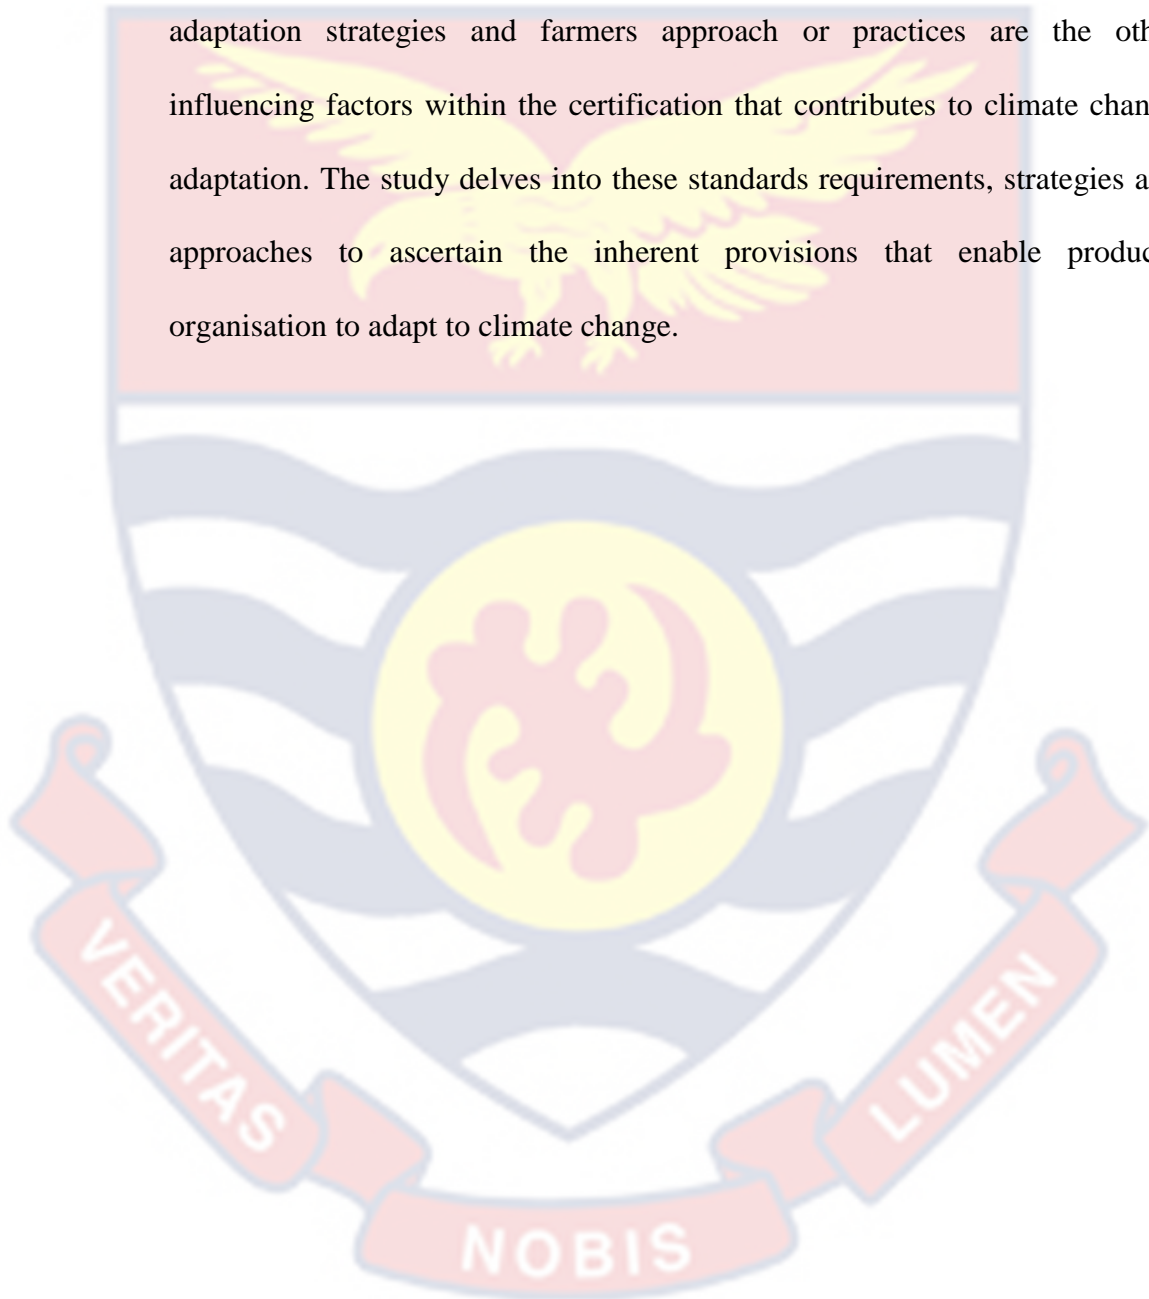 adaptation strategies and farmers approach or practices are the oth
influencing factors within the certification that contributes to climate chan
adaptation. The study delves into these standards requirements, strategies a
approaches to ascertain the inherent provisions that enable produc
organisation to adapt to climate change.
VERITAS
NOBIS
LUMEN